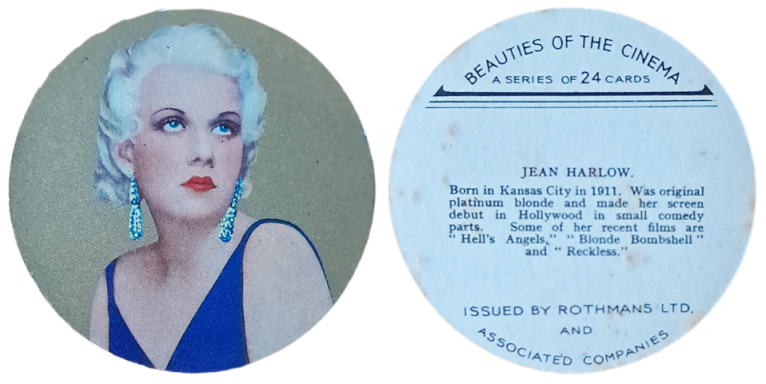 BEAUTIES OF THE CINEMA
A SERIES OF 24 CARDS
JEAN HARLOW.
Born in Kansas City in 1911. Was original
platinum blonde and made her screen
debut in Hollywood in small comedy
parts. Some of her recent films are
"Hell's Angels," "Blonde Bombshell"
and "Reckless."
ISSUED BY ROTHMANS LTD.
AND
ASSOCIATED COMPANIES